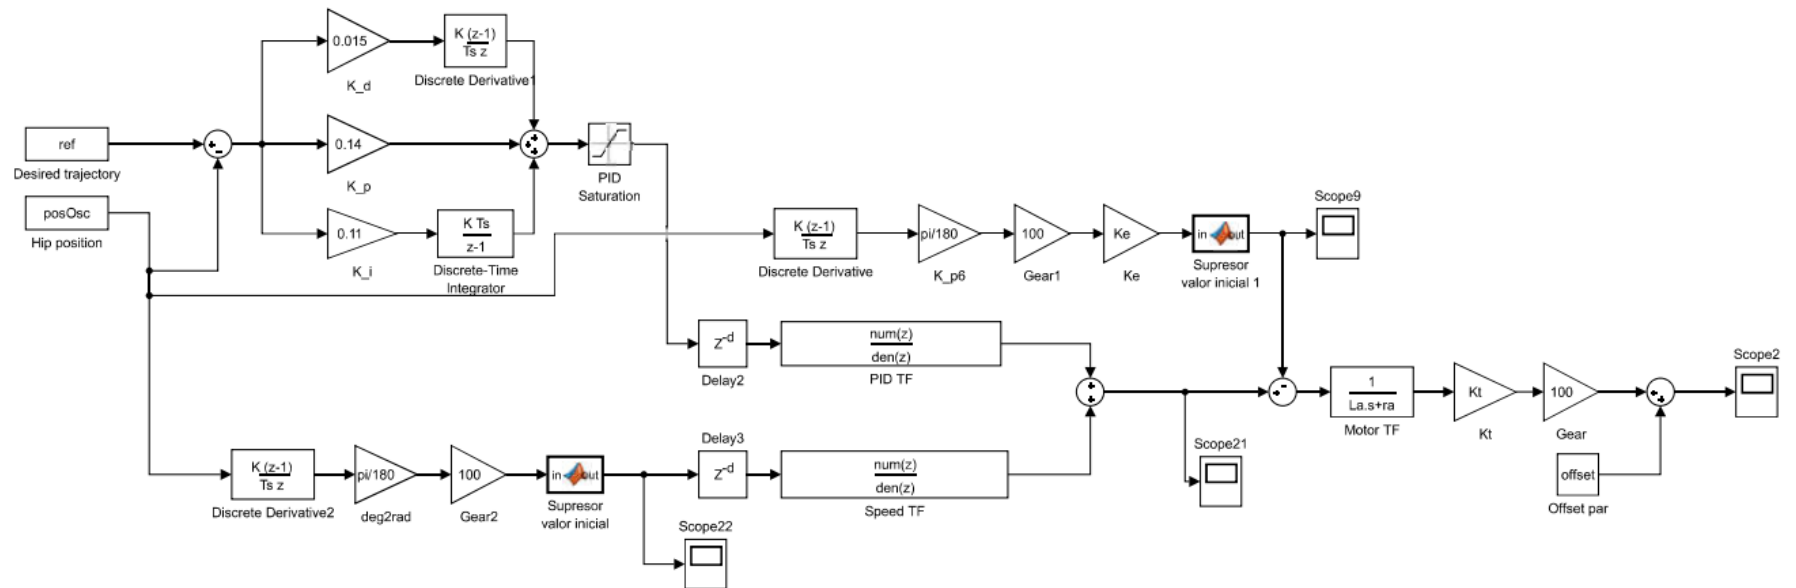 0.015
K (z-1)
Ts z
K_d
Discrete Derivative1
ref
Desired trajectory
+
-
0.14
K_p
+
+
+
PID
Saturation
posOsc
Hip position
0.11
K_i
K Ts
z-1
Discrete-Time
Integrator
K (z-1)
Ts z
Discrete Derivative
pi/180
K_p6
100
Gear1
Ke
Ke
in
out
Supresor
valor inicial 1
Scope9
Z-d
Delay2
num(z)
den(z)
PID TF
+
+
-
1
La.s+ra
Motor TF
Kt
Kt
100
Gear
+
+
Scope2
offset
Offset par
Scope21
K (z-1)
Ts z
Discrete Derivative2
pi/180
deg2rad
100
Gear2
in
out
Supresor
valor inicial
Delay3
Z-d
num(z)
den(z)
Speed TF
Scope22